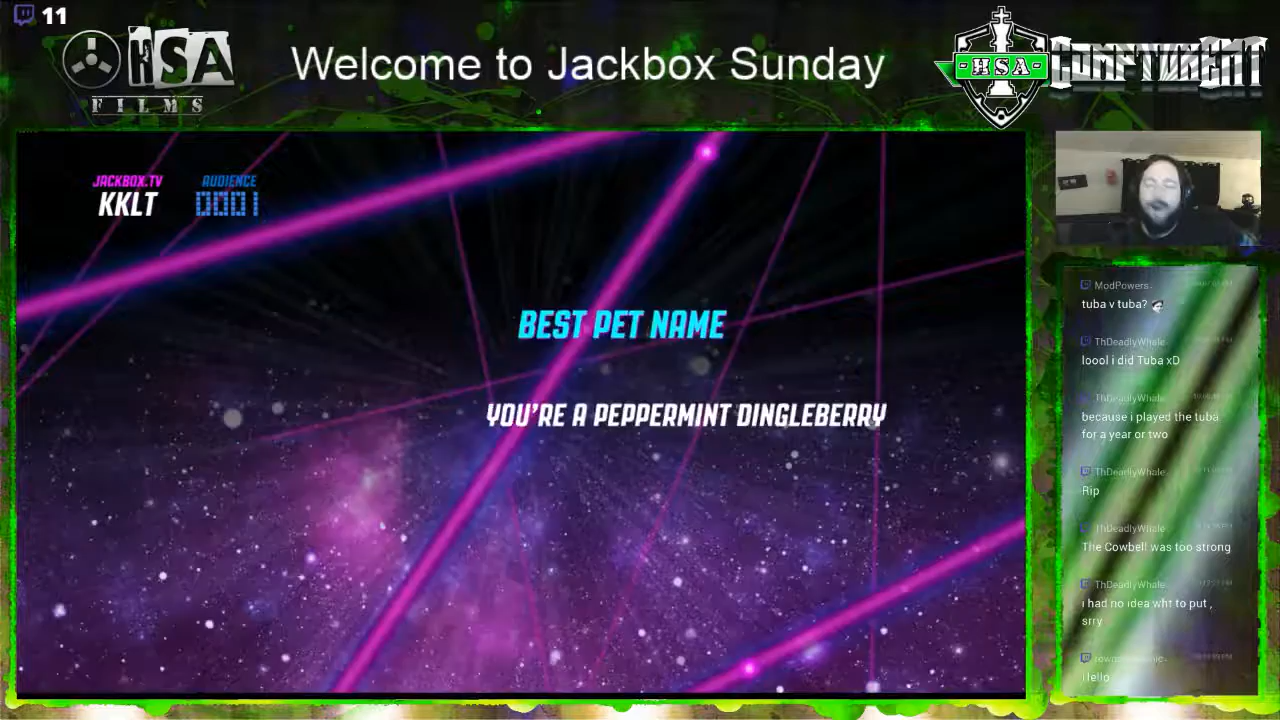 11
HSA
FILMS
Welcome to Jackbox Sunday
-HSA-
JACKBOX.TV
KKLT
AUDIENCE
0001
BEST PET NAME
YOU'RE A PEPPERMINT DINGLEBERRY
ModPowers
tuba v tuba?
ThDeadlyWhale
loool i did Tuba xD
ThDeadlyWhale
because i played the tuba
for a year or two
ThDeadlyWhale
Rip
ThDeadlyWhale
The Cowbell was too strong
ThDeadlyWhale
i had no idea wht to put ,
srry